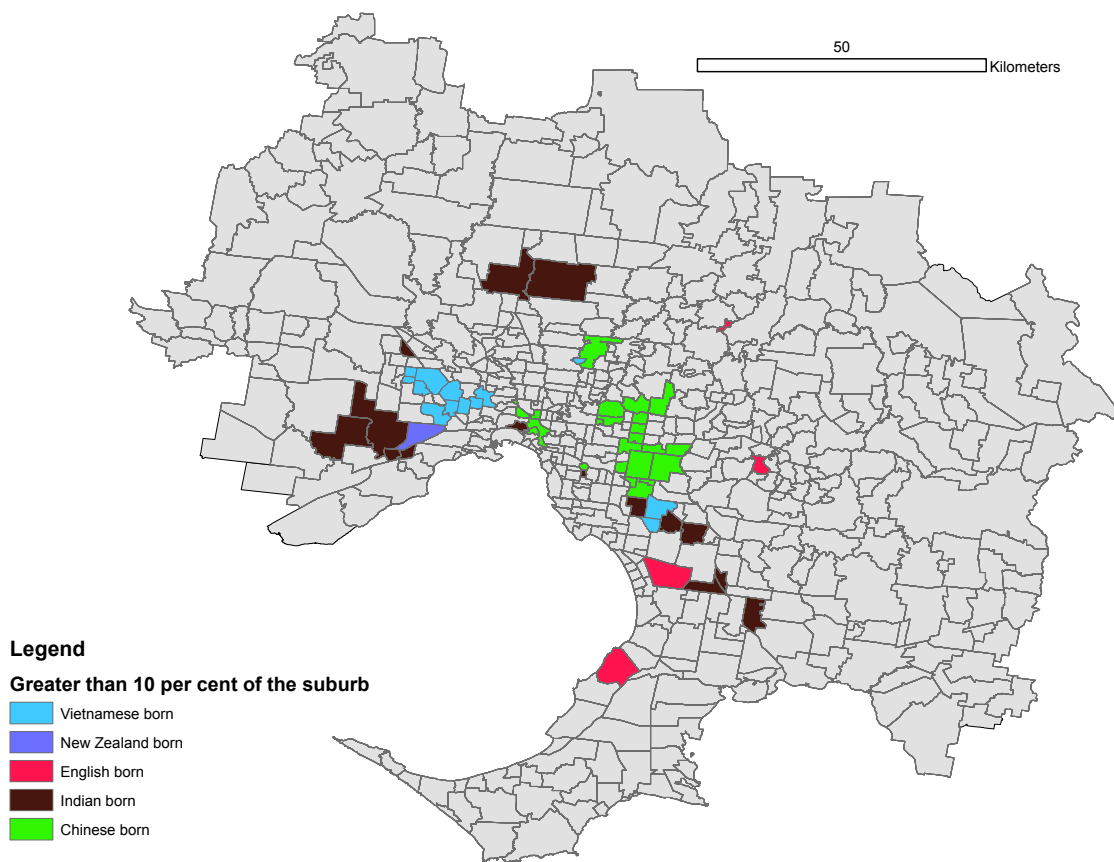 50
Kilometers
Legend
Greater than 10 per cent of the suburb
Vietnamese born
New Zealand born
English born
Indian born
Chinese born